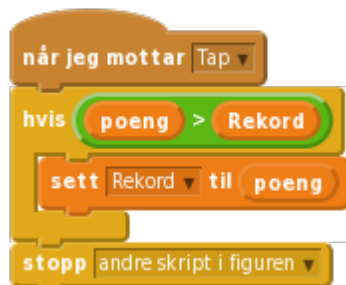 når jeg mottar Tap
hvis poeng > Rekord
sett Rekord til poeng
stopp andre skript i figuren